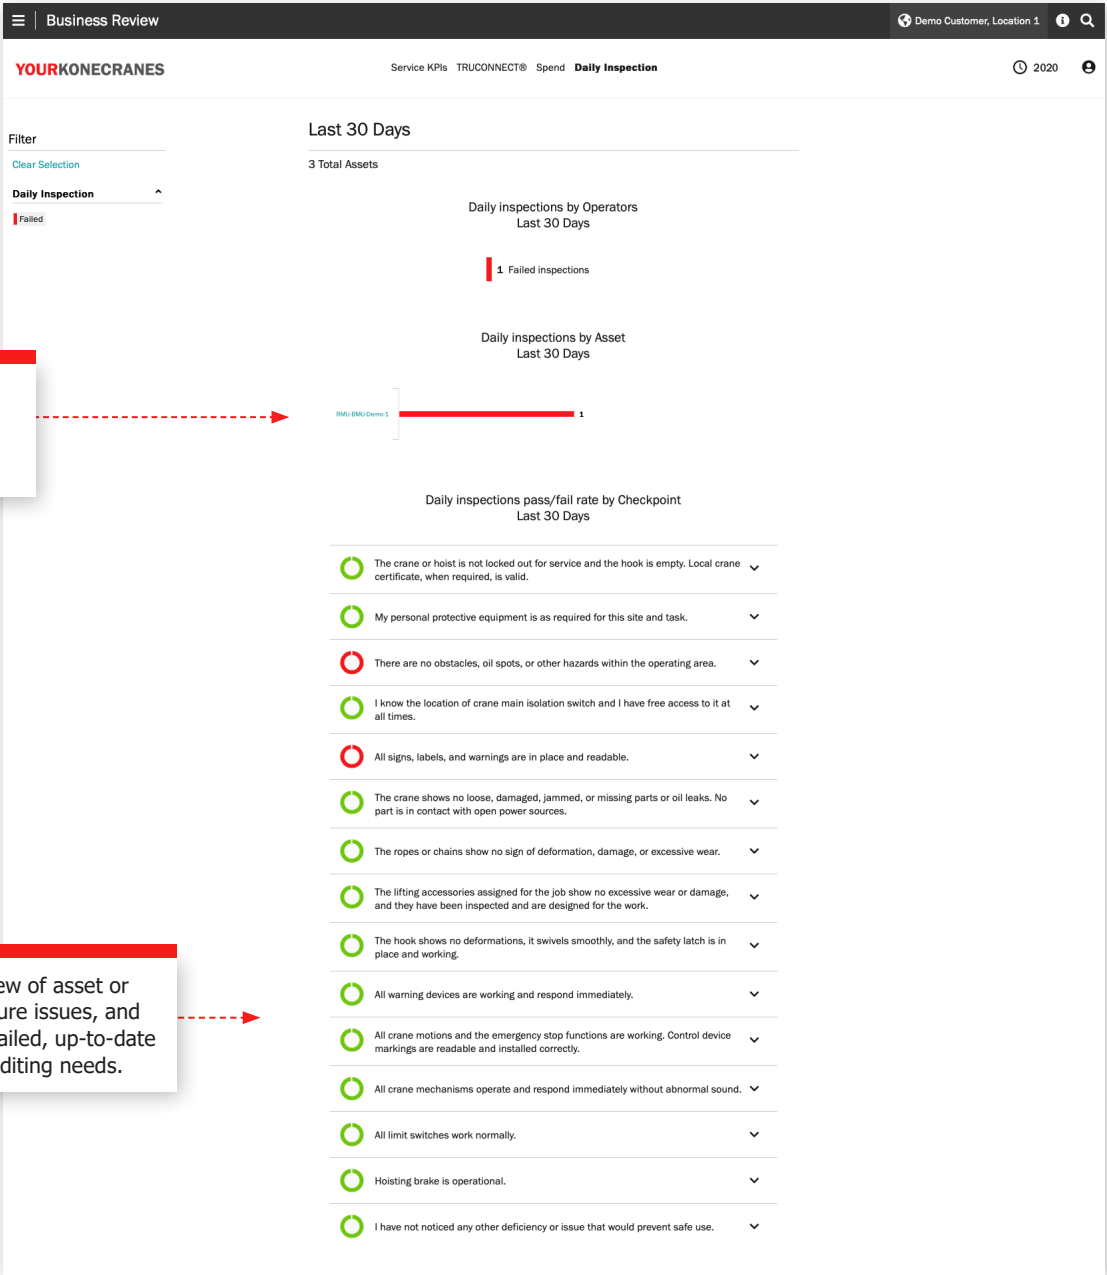 Business Review
Demo Customer, Location 1
YOURKONECRANES
Service KPIs TRUCONNECT® Spend Daily Inspection
2020
Filter
Clear Selection
Daily Inspection
Failed
Last 30 Days
3 Total Assets
Daily inspections by Operators
Last 30 Days
1 Failed inspections
Daily inspections by Asset
Last 30 Days
RMU-BMU-Demo-1
1
Daily inspections pass/fail rate by Checkpoint
Last 30 Days
The crane or hoist is not locked out for service and the hook is empty. Local crane
certificate, when required, is valid.
My personal protective equipment is as required for this site and task.
There are no obstacles, oil spots, or other hazards within the operating area.
I know the location of crane main isolation switch and I have free access to it at
all times.
All signs, labels, and warnings are in place and readable.
The crane shows no loose, damaged, jammed, or missing parts or oil leaks. No
part is in contact with open power sources.
The ropes or chains show no sign of deformation, damage, or excessive wear.
The lifting accessories assigned for the job show no excessive wear or damage,
and they have been inspected and are designed for the work.
The hook shows no deformations, it swivels smoothly, and the safety latch is in
place and working.
All warning devices are working and respond immediately.
All crane motions and the emergency stop functions are working. Control device
markings are readable and installed correctly.
All crane mechanisms operate and respond immediately without abnormal sound.
All limit switches work normally.
Hoisting brake is operational.
I have not noticed any other deficiency or issue that would prevent safe use.
ew of asset or
ure issues, and
ailed, up-to-date
diting needs.